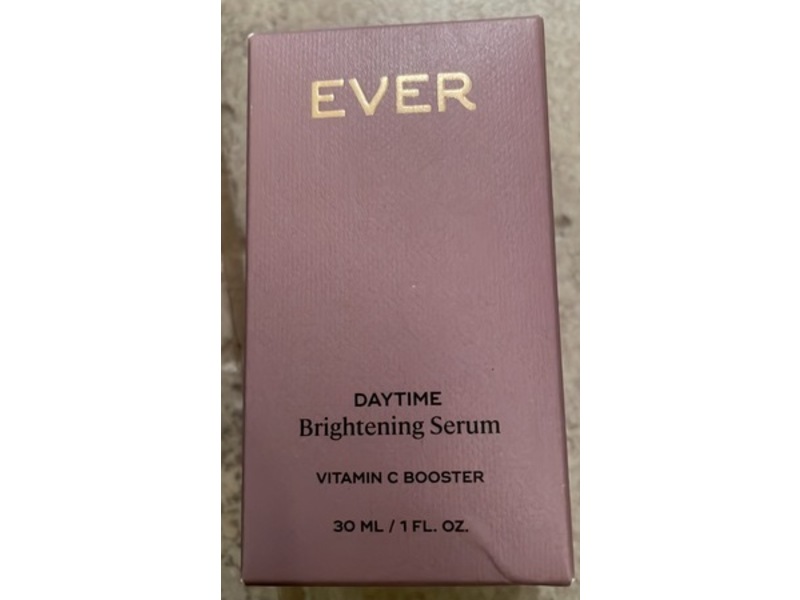 EVER
DAYTIME
Brightening Serum
VITAMIN C BOOSTER
30 ML / 1 FL. OZ.